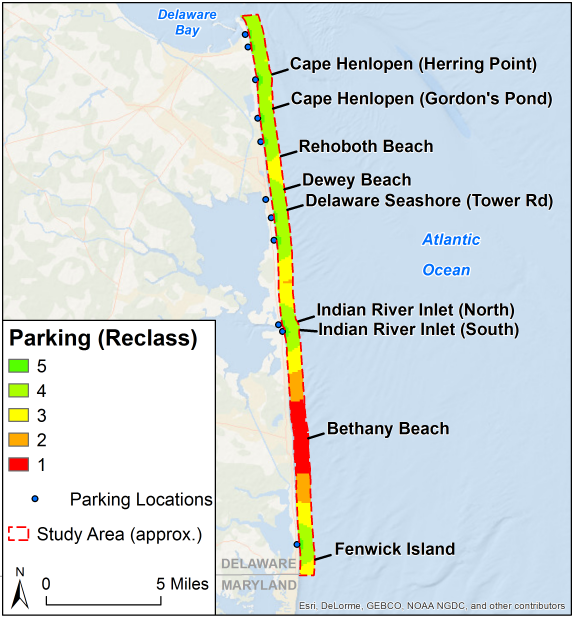 Delaware
Bay
Cape Henlopen (Herring Point)
Cape Henlopen (Gordon's Pond)
Rehoboth Beach
Dewey Beach
Delaware Seashore (Tower Rd)
Atlantic
Ocean
Indian River Inlet (North)
Indian River Inlet (South)
Bethany Beach
Fenwick Island
Parking (Reclass)
5
4
3
2
1
Parking Locations
Study Area (approx.)
N
0 5 Miles
DELAWARE
MARYLAND
Esri, DeLorme, GEBCO, NOAA NGDC, and other contributors